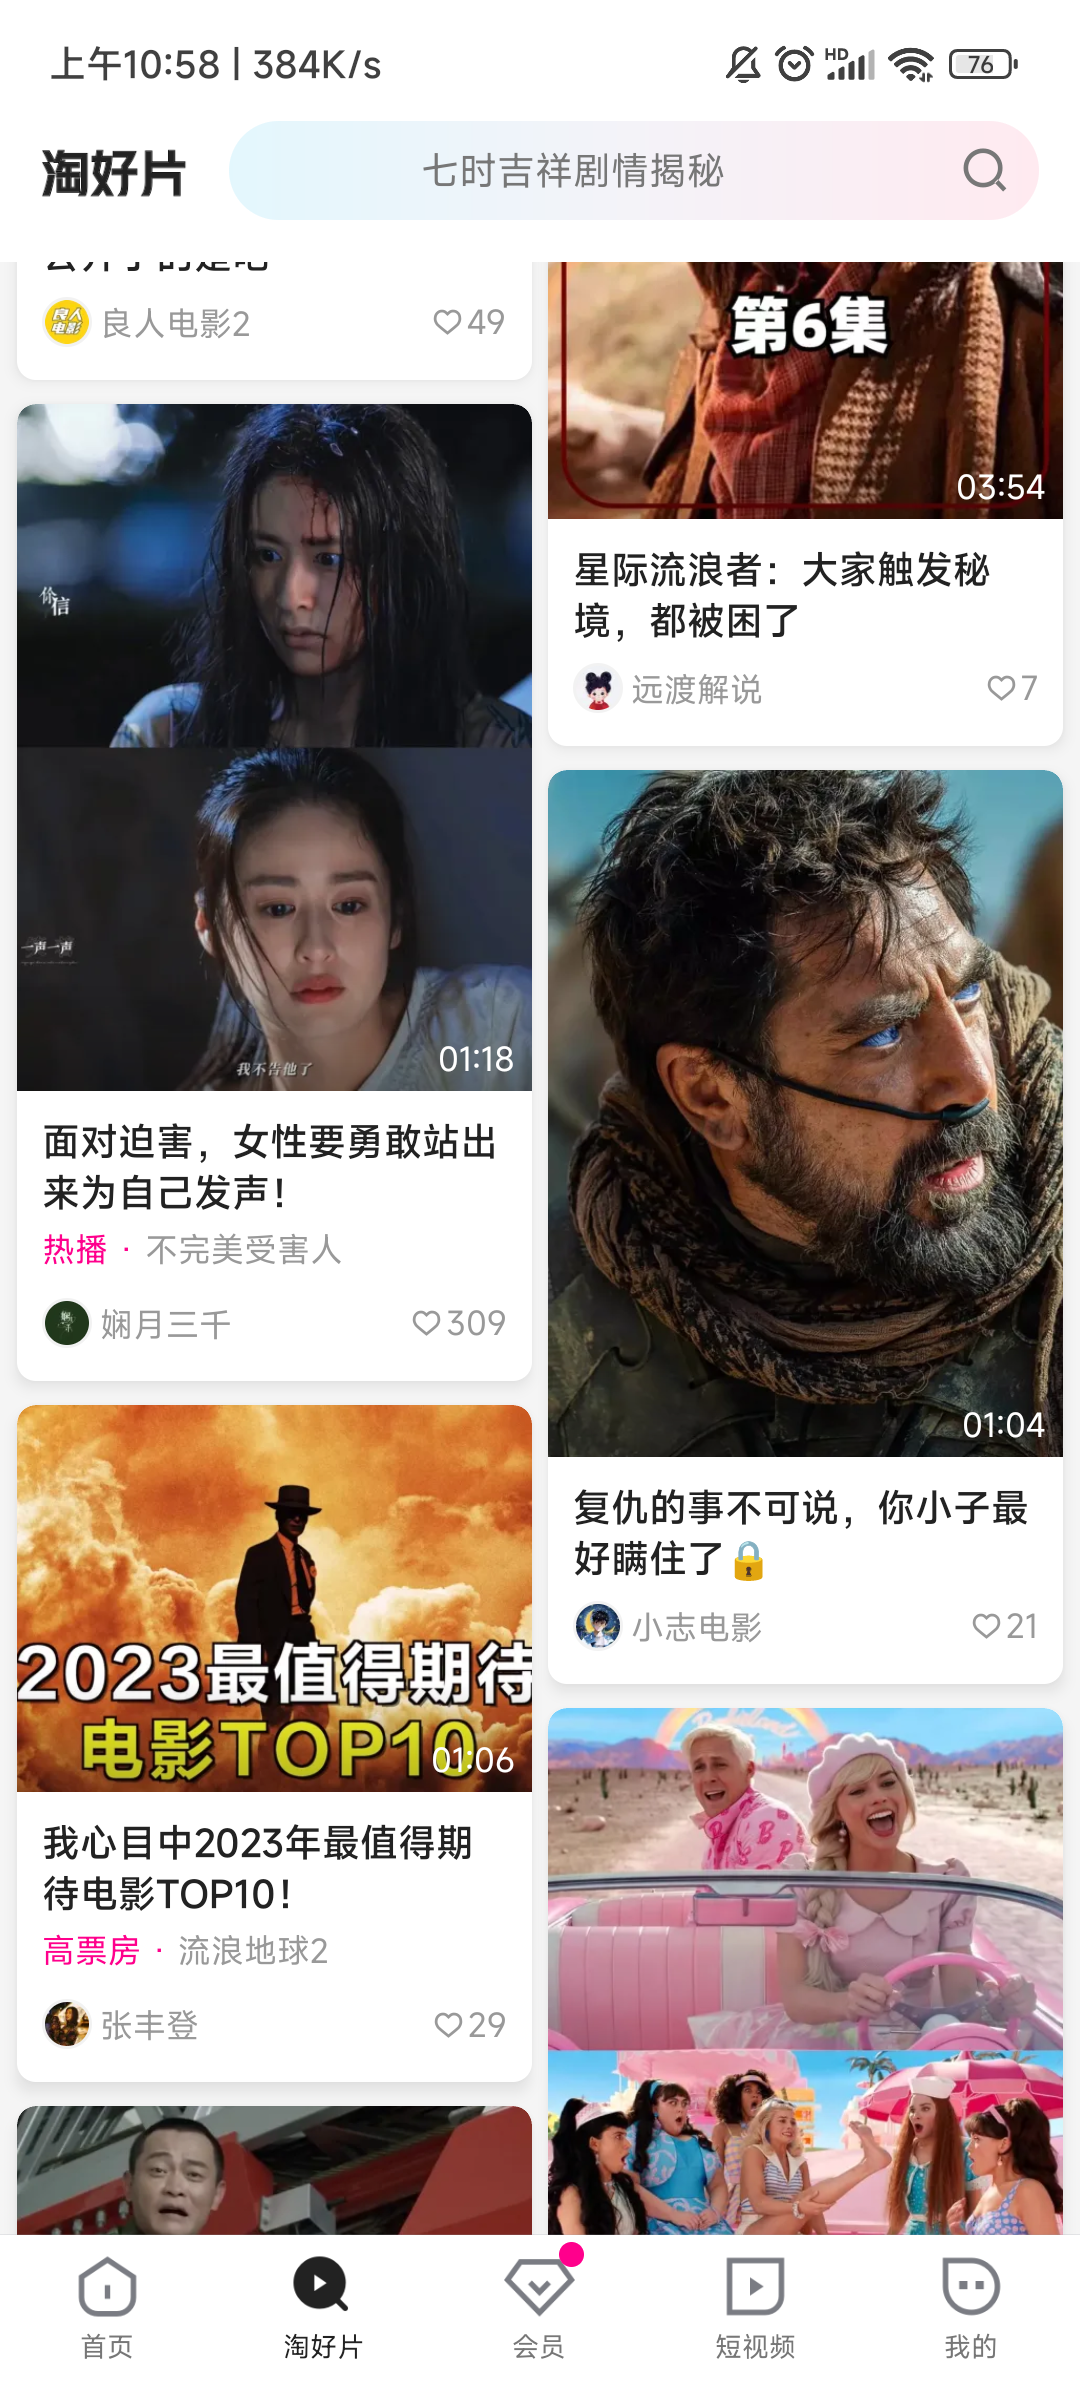 上午10:58 | 384K/s
HD
76
淘好片
七时吉祥剧情揭秘
良人电影2
49
你信
一声一声
我不告他了
01:18
面对迫害，女性要勇敢站出
来为自己发声！
热播 · 不完美受害人
娴月三千
309
2023最值得期待
电影TOP10
01:06
我心目中2023年最值得期
待电影TOP10！
高票房 · 流浪地球2
张丰登
29
第6集
03:54
星际流浪者：大家触发秘
境，都被困了
远渡解说
7
01:04
复仇的事不可说，你小子最
好瞒住了🔒
小志电影
21
首页
淘好片
会员
短视频
我的